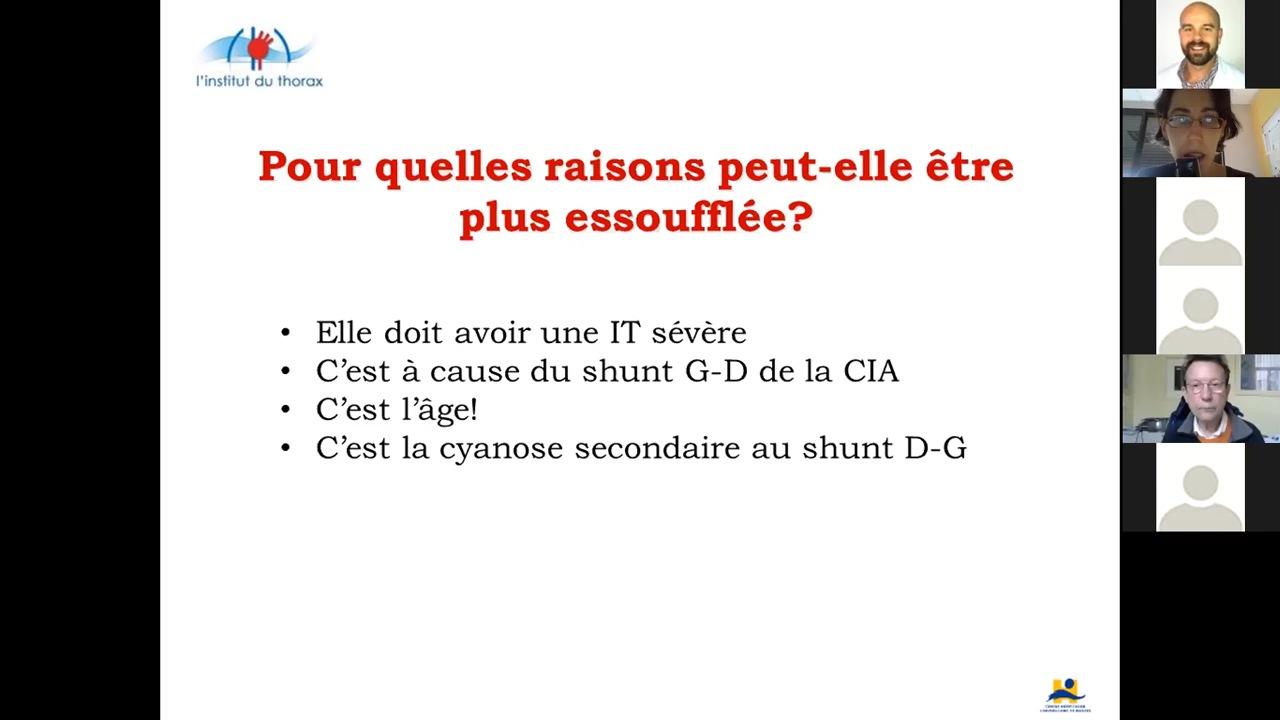 l'institut du thorax
Pour quelles raisons peut-elle être
plus essoufflée?
• Elle doit avoir une IT sévère
• C'est à cause du shunt G-D de la CIA
• C'est l'âge!
• C'est la cyanose secondaire au shunt D-G